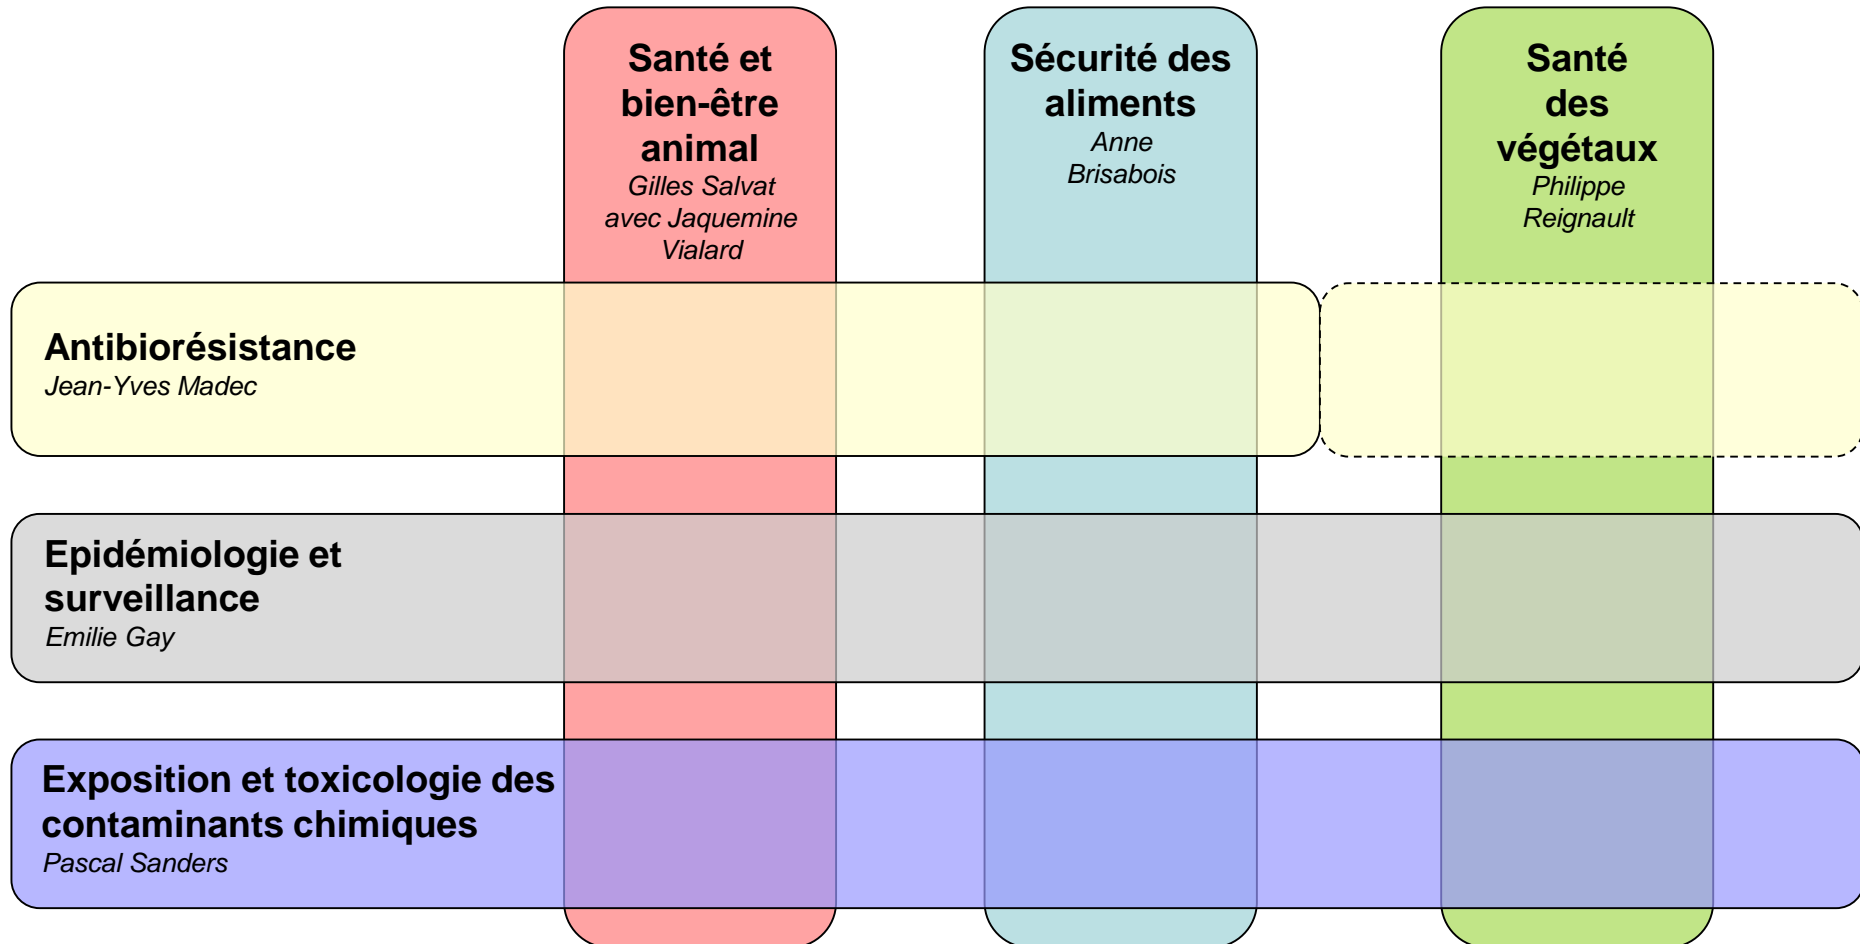 Santé et
bien-être
animal
Gilles Salvat
avec Jaquemine
Vialard
Sécurité des
aliments
Anne
Brisabois
Santé
des
végétaux
Philippe
Reignault
Antibiorésistance
Jean-Yves Madec
Epidémiologie et
surveillance
Emilie Gay
Exposition et toxicologie des
contaminants chimiques
Pascal Sanders